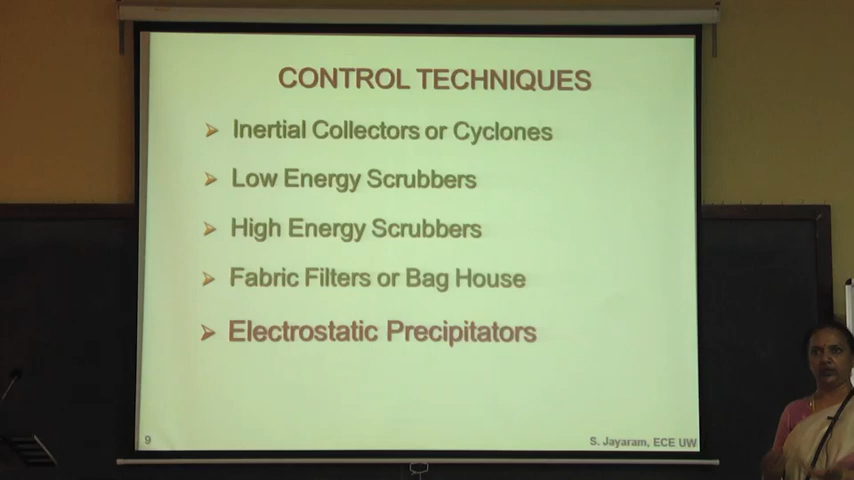 CONTROL TECHNIQUES
Inertial Collectors or Cyclones
Low Energy Scrubbers
High Energy Scrubbers
Fabric Filters or Bag House
Electrostatic Precipitators
9
S. Jayaram, ECE UW